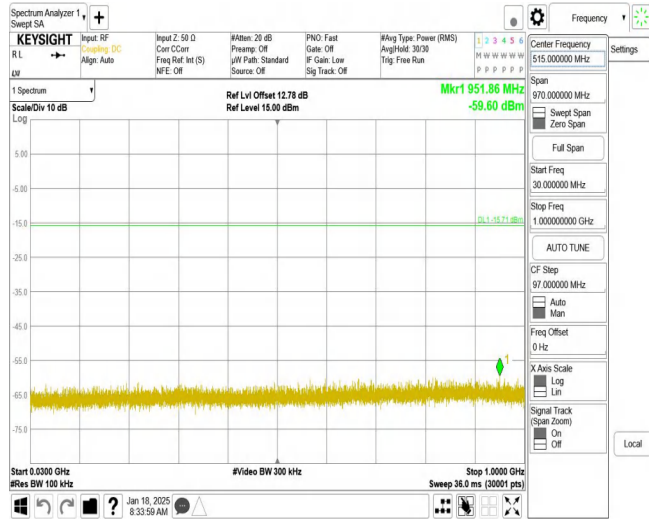 Spectrum Analyzer 1
Swept SA
Frequency
KEYSIGHT
R L
Input: RF
Coupling: DC
Align: Auto
Input Z: 50 Ω
Corr CCorr
Freq Ref: Int (S)
NFE: Off
#Atten: 20 dB
Preamp: Off
µW Path: Standard
Source: Off
PNO: Fast
Gate: Off
IF Gain: Low
Sig Track: Off
#Avg Type: Power (RMS)
Avg|Hold: 30/30
Trig: Free Run
1 2 3 4 5 6
M W W W W W
P P P P P P
1 Spectrum
Scale/Div 10 dB
Log
Ref Lvl Offset 12.78 dB
Ref Level 15.00 dBm
Mkr1 951.86 MHz
-59.60 dBm
5.00
-5.00
-15.0
-25.0
-35.0
-45.0
-55.0
-65.0
-75.0
DL1 -15.71 dBm
1
Start 0.0300 GHz
#Res BW 100 kHz
#Video BW 300 kHz
Stop 1.0000 GHz
Sweep 36.0 ms (30001 pts)
Center Frequency
515.000000 MHz
Settings
Span
970.000000 MHz
Swept Span
Zero Span
Full Span
Start Freq
30.000000 MHz
Stop Freq
1.000000000 GHz
AUTO TUNE
CF Step
97.000000 MHz
Auto
Man
Freq Offset
0 Hz
X Axis Scale
Log
Lin
Signal Track
(Span Zoom)
On
Off
Local
?
Jan 18, 2025
8:33:59 AM